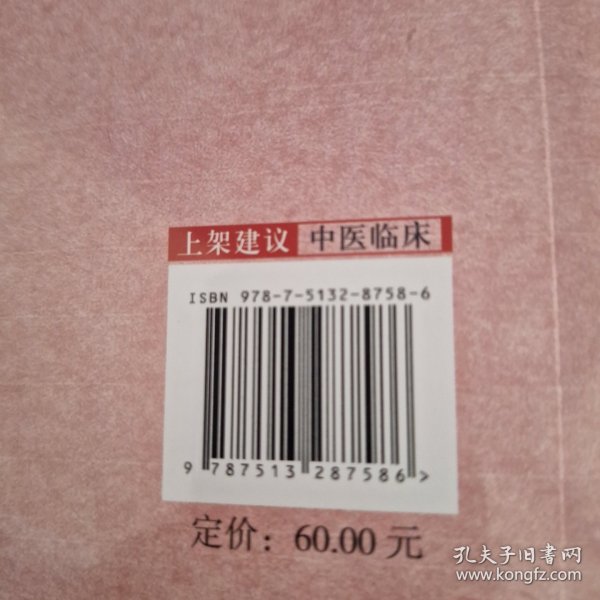 上架建议 中医临床
ISBN 978-7-5132-8758-6
9 787513 287586 >
定价：60.00 元
孔夫子旧书网
www.kongfz.com